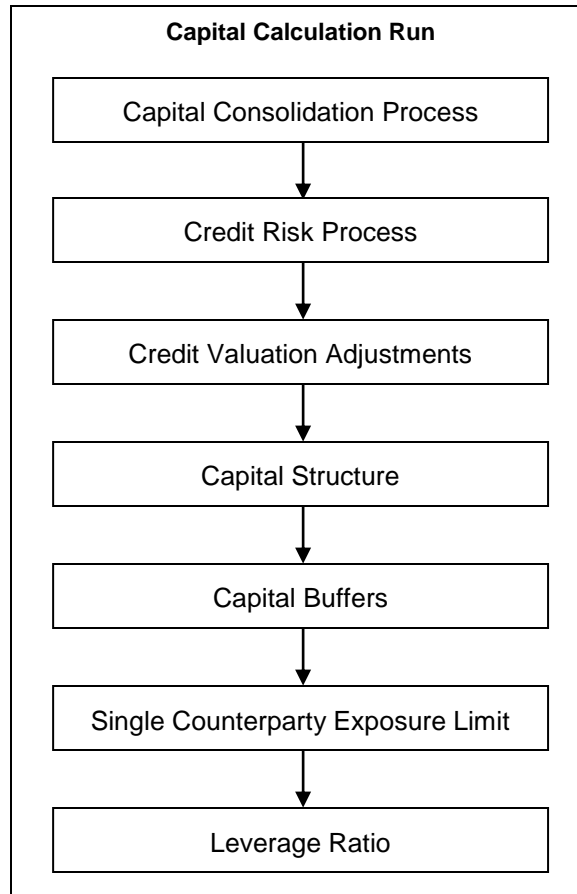 Capital Calculation Run
Capital Consolidation Process
Credit Risk Process
Credit Valuation Adjustments
Capital Structure
Capital Buffers
Single Counterparty Exposure Limit
Leverage Ratio